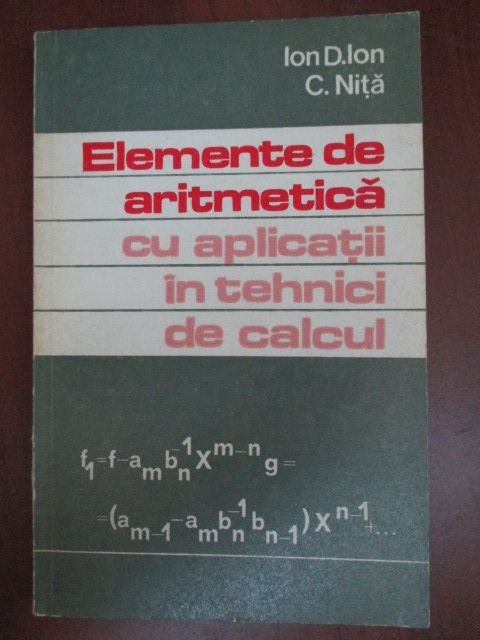 Ion D.Ion
C. Niță
Elemente de
aritmetică
cu aplicații
în tehnici
de calcul
f₁=f-aₘbₙ⁻¹Xᵐ⁻ⁿg=
=(aₘ₋₁-aₘbₙ⁻¹bₙ₋₁)Xⁿ⁻¹+...